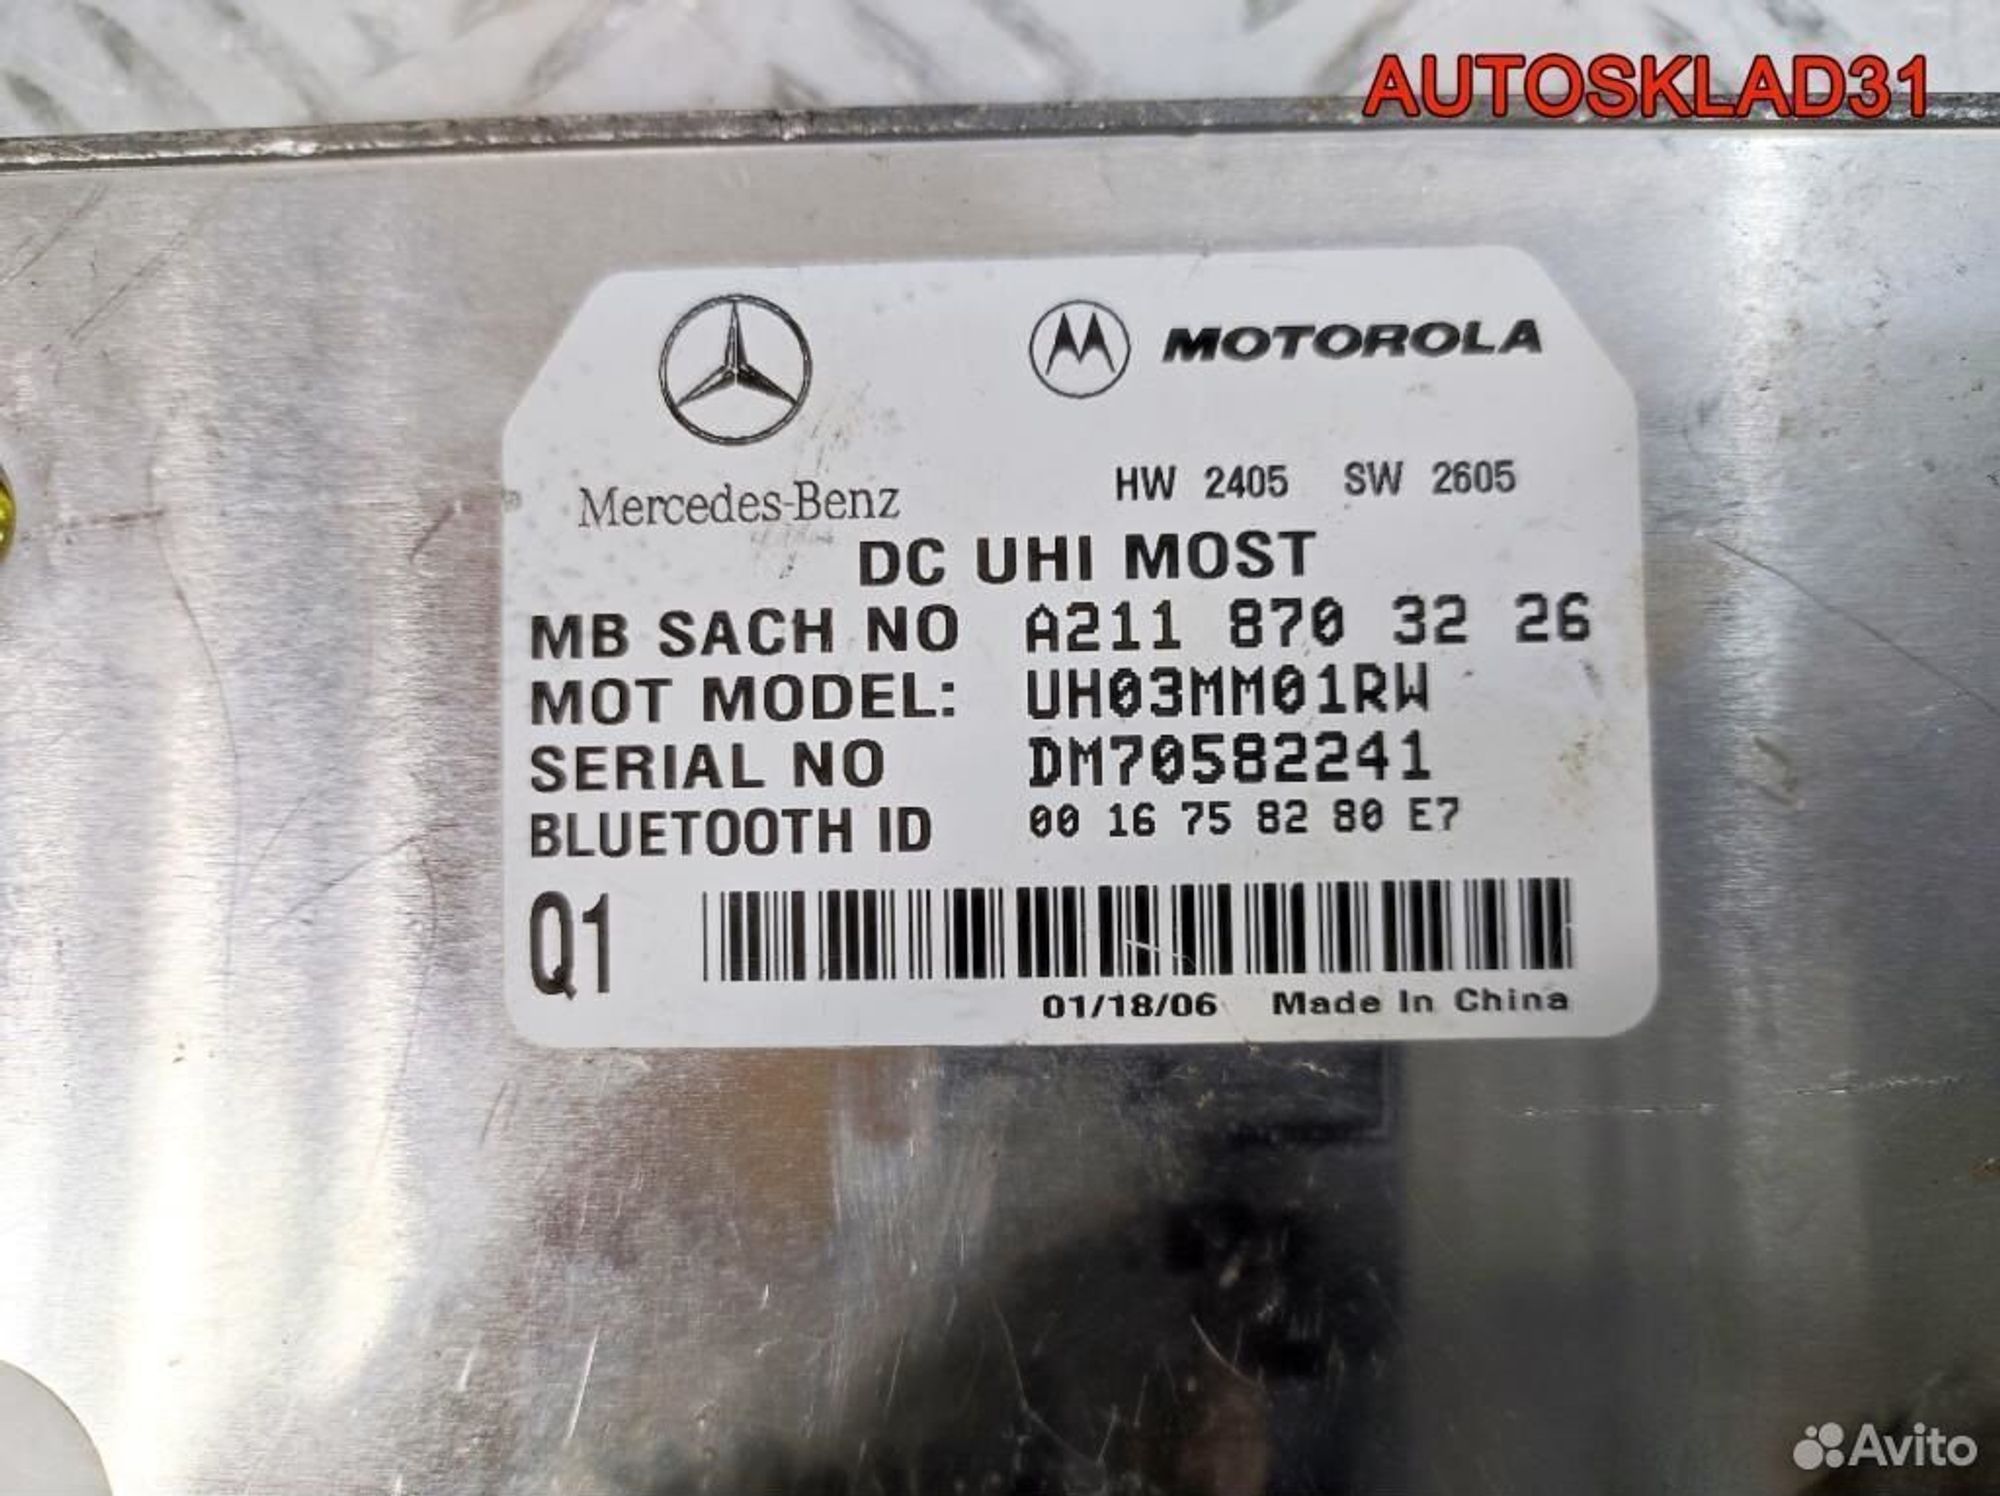 AUTOSKLAD31
MOTOROLA
Mercedes-Benz
HW 2405 SW 2605
DC UHI MOST
MB SACH NO A211 870 32 26
MOT MODEL: UH03MM01RW
SERIAL NO DM70582241
BLUETOOTH ID 00 16 75 82 80 E7
Q1
01/18/06 Made In China
Avito